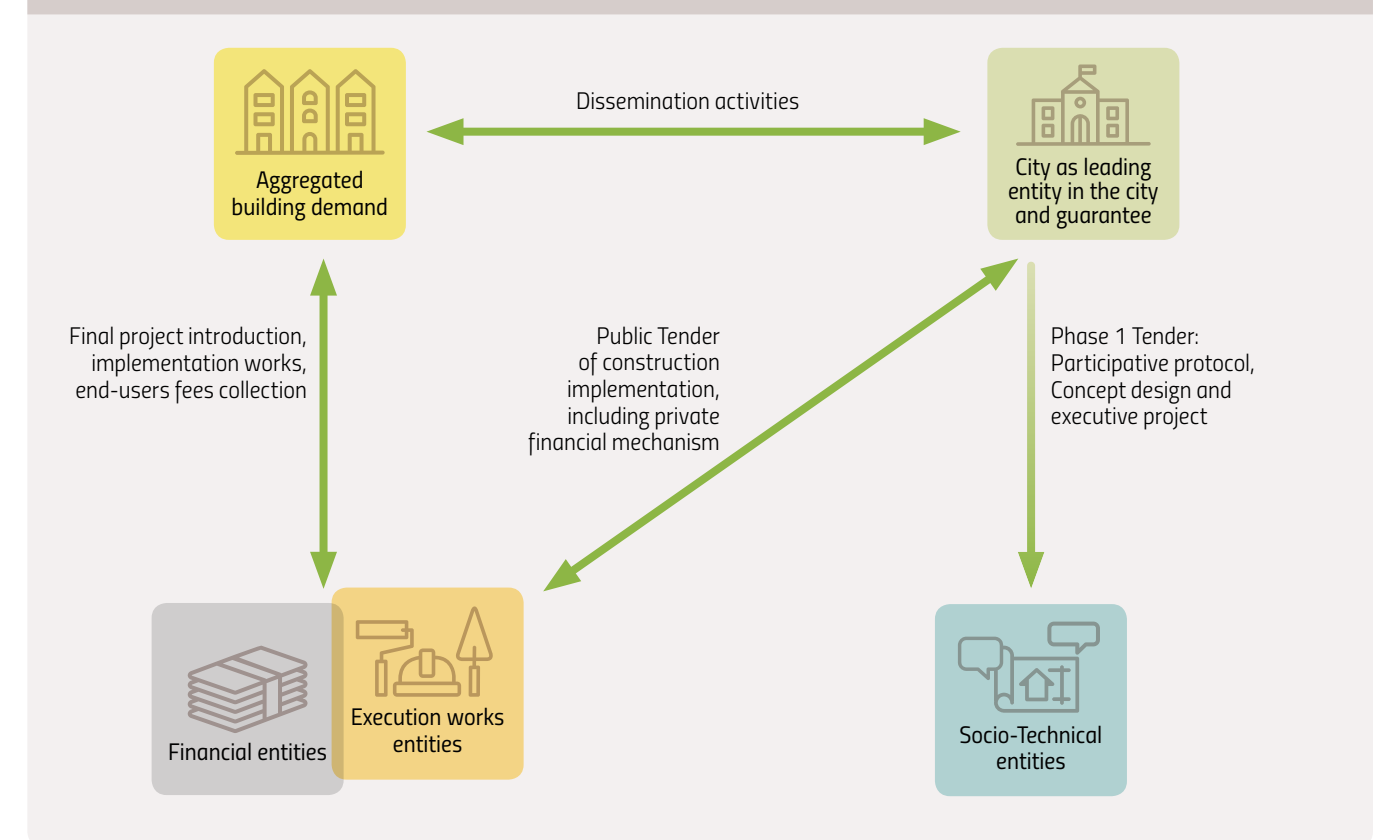 Dissemination activities
Aggregated
building demand
City as leading
entity in the city
and guarantee
Final project introduction,
implementation works,
end-users fees collection
Public Tender
of construction
implementation,
including private
financial mechanism
Phase 1 Tender:
Participative protocol,
Concept design and
executive project
Financial entities
Execution works
entities
Socio-Technical
entities